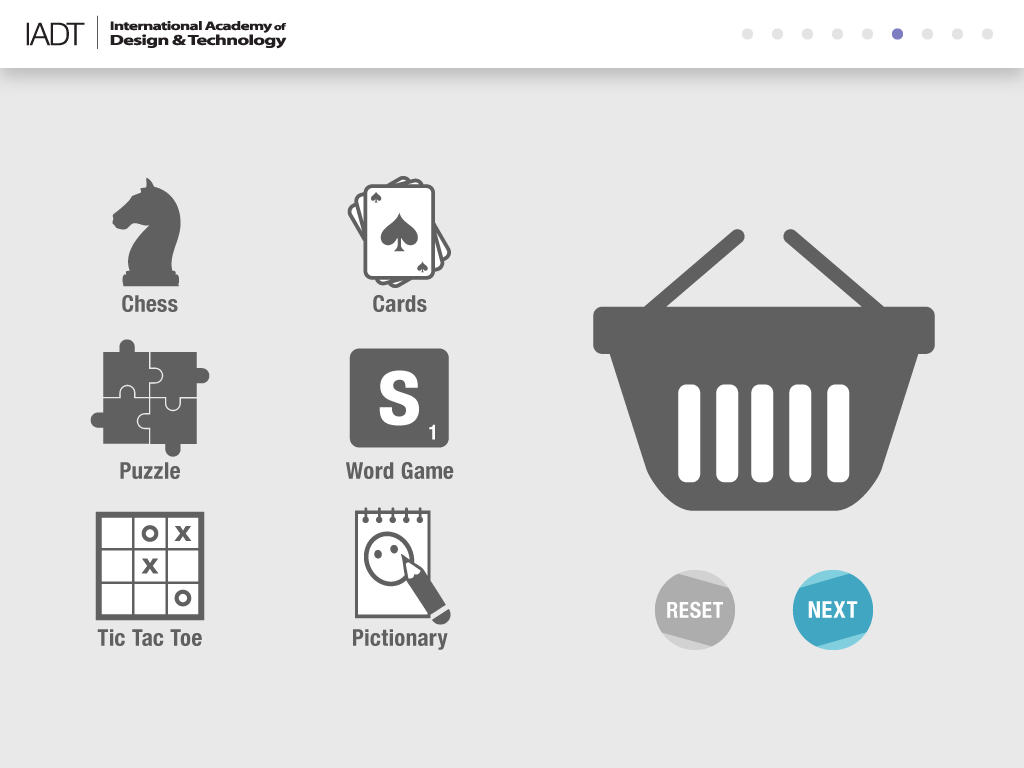 IADT
International Academy of
Design & Technology
Chess
Cards
Puzzle
S
1
Word Game
O X
X
O
Tic Tac Toe
Pictionary
RESET
NEXT